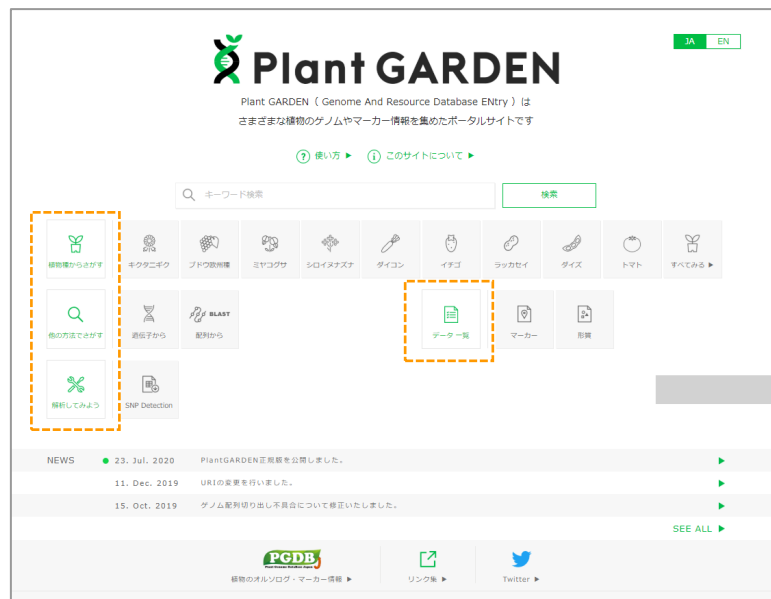 JA EN
Plant GARDEN
Plant GARDEN ( Genome And Resource Database ENtry ) は
さまざまな植物のゲノムやマーカー情報を集めたポータルサイトです
? 使い方 ▶ i このサイトについて ▶
キーワード検索 検索
植物種からさがす キクタニギク ブドウ欧州種 ミヤコグサ シロイヌナズナ ダイコン イチゴ ラッカセイ ダイズ トマト すべてみる ▶
BLAST
他の方法でさがす 遺伝子から 配列から データ一覧 マーカー 形質
解析してみよう SNP Detection
NEWS 23. Jul. 2020 PlantGARDEN正規版を公開しました。 ▶
11. Dec. 2019 URIの変更を行いました。 ▶
15. Oct. 2019 ゲノム配列切り出し不具合について修正いたしました。 ▶
SEE ALL ▶
PGDBj
植物のオルソログ・マーカー情報 ▶ リンク集 ▶ Twitter ▶